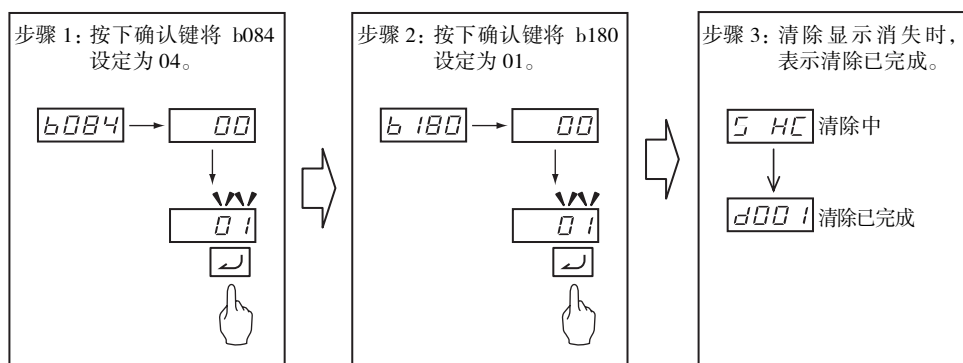 步骤 1：按下确认键将 b084
设定为 04。
b084
00
01
步骤 2：按下确认键将 b180
设定为 01。
b180
00
01
步骤 3：清除显示消失时，
表示清除已完成。
5 HC 清除中
d001 清除已完成